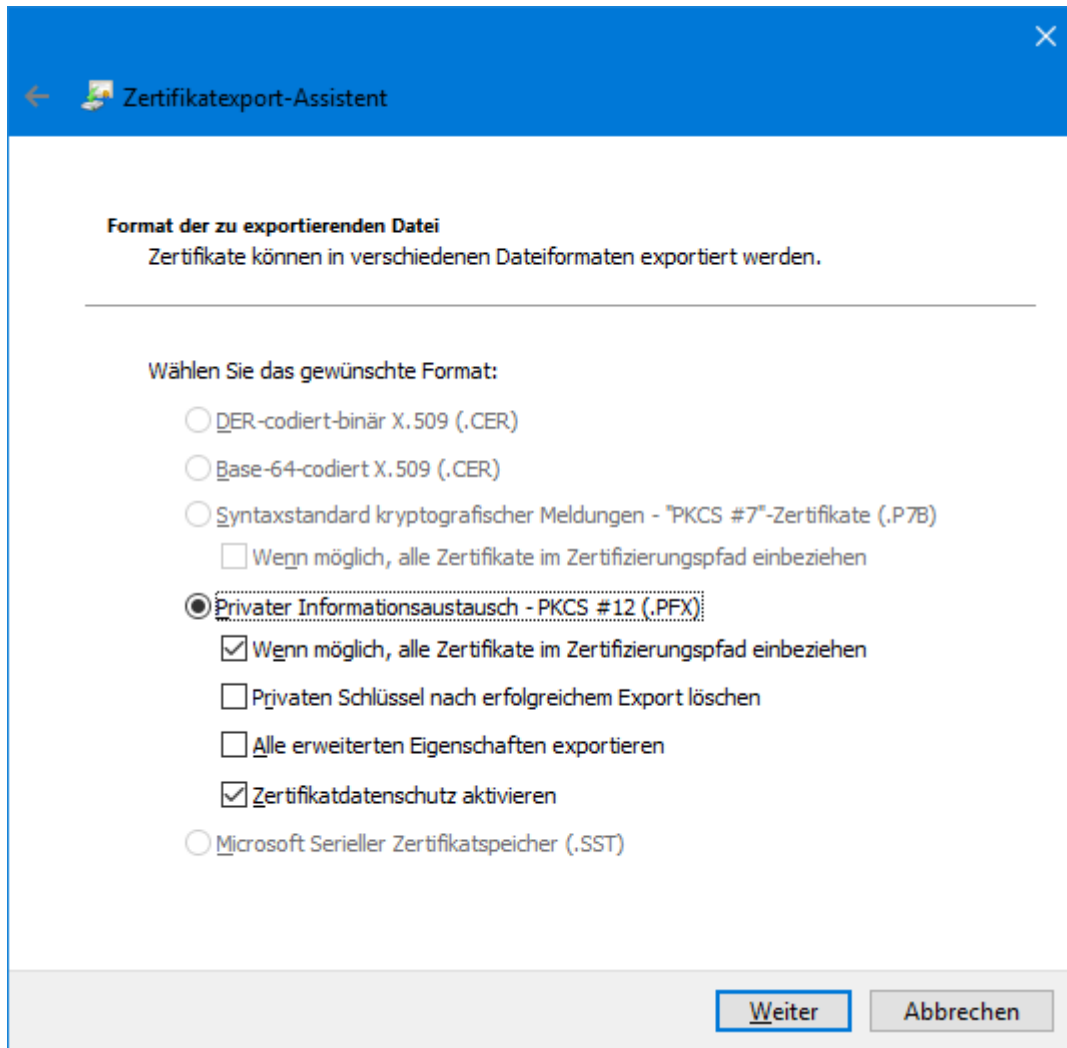 Zertifikatexport-Assistent
Format der zu exportierenden Datei
Zertifikate können in verschiedenen Dateiformaten exportiert werden.
Wählen Sie das gewünschte Format:
DER-codiert-binär X.509 (.CER)
Base-64-codiert X.509 (.CER)
Syntaxstandard kryptografischer Meldungen - "PKCS #7"-Zertifikate (.P7B)
Wenn möglich, alle Zertifikate im Zertifizierungspfad einbeziehen
Privater Informationsaustausch - PKCS #12 (.PFX)
Wenn möglich, alle Zertifikate im Zertifizierungspfad einbeziehen
Privaten Schlüssel nach erfolgreichem Export löschen
Alle erweiterten Eigenschaften exportieren
Zertifikatdatenschutz aktivieren
Microsoft Serieller Zertifikatspeicher (.SST)
Weiter Abbrechen